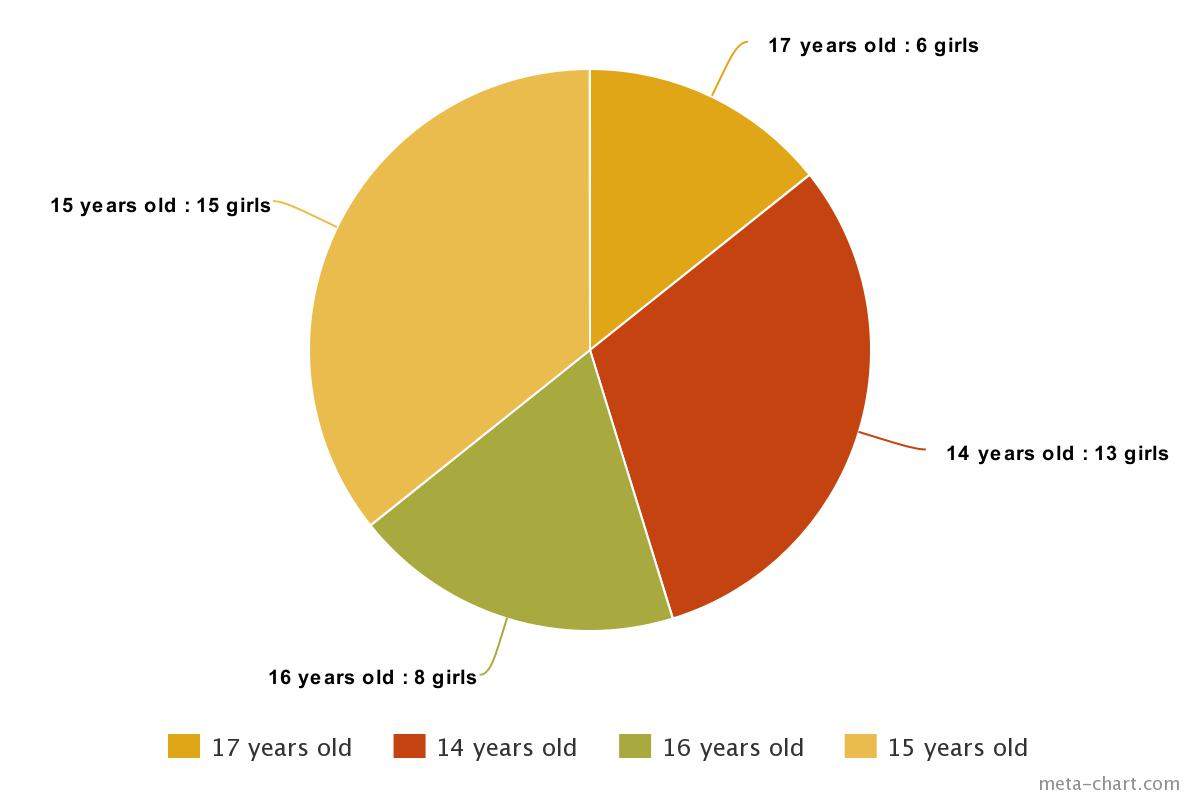 17 years old : 6 girls
15 years old : 15 girls
14 years old : 13 girls
16 years old : 8 girls
17 years old 14 years old 16 years old 15 years old
meta-chart.com